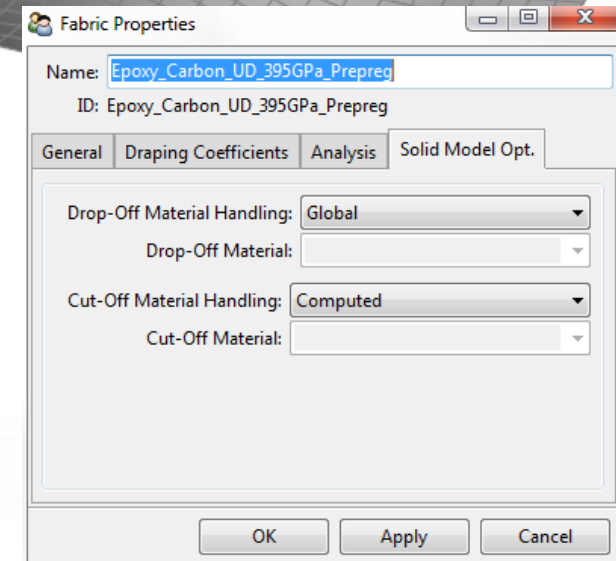 Fabric Properties
Name: Epoxy_Carbon_UD_395GPa_Prepreg
ID: Epoxy_Carbon_UD_395GPa_Prepreg
General Draping Coefficients Analysis Solid Model Opt.
Drop-Off Material Handling: Global
Drop-Off Material:
Cut-Off Material Handling: Computed
Cut-Off Material:
OK Apply Cancel